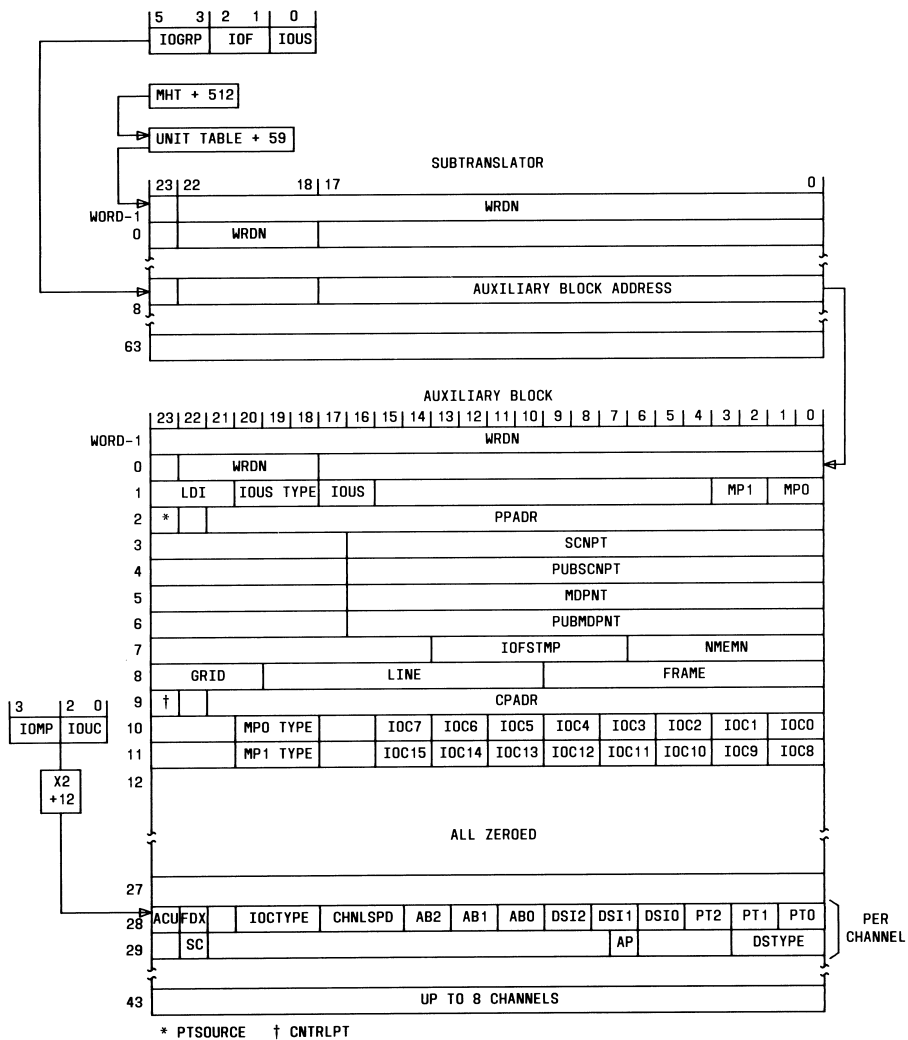 5 3 2 1 0
IOGRP IOF IOUS
MHT + 512
UNIT TABLE + 59
SUBTRANSLATOR
23 22 18 17 0
WORD-1 WRDN
0 WRDN
AUXILIARY BLOCK ADDRESS
8
63
AUXILIARY BLOCK
23 22 21 20 19 18 17 16 15 14 13 12 11 10 9 8 7 6 5 4 3 2 1 0
WORD-1 WRDN
0 WRDN
1 LDI IOUS TYPE IOUS MP1 MP0
2 * PPADR
3 SCNPT
4 PUBSCNPT
5 MDPNT
6 PUBMDPNT
7 IOFSTMP NMEMN
8 GRID LINE FRAME
9 † CPADR
3 2 0
IOMP IOUC
10 MP0 TYPE IOC7 IOC6 IOC5 IOC4 IOC3 IOC2 IOC1 IOC0
11 MP1 TYPE IOC15 IOC14 IOC13 IOC12 IOC11 IOC10 IOC9 IOC8
X2
+12
12
ALL ZEROED
27
28 ACU FDX IOCTYPE CHNLSPD AB2 AB1 AB0 DSI2 DSI1 DSI0 PT2 PT1 PT0
29 SC AP DSTYPE
PER
CHANNEL
43 UP TO 8 CHANNELS
* PTSOURCE † CNTRLPT